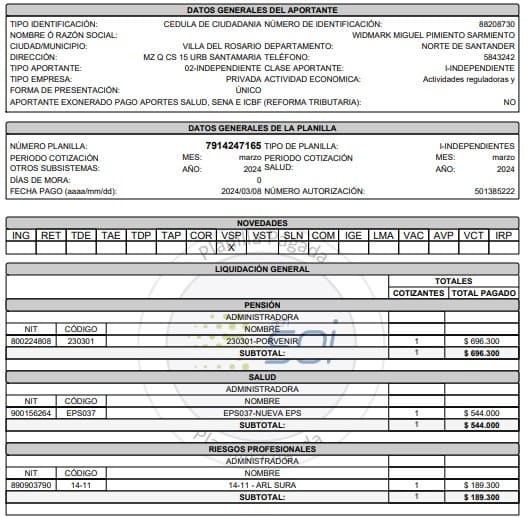 DATOS GENERALES DEL APORTANTE
TIPO IDENTIFICACIÓN: CEDULA DE CIUDADANIA NÚMERO DE IDENTIFICACIÓN: 88208730
NOMBRE Ó RAZÓN SOCIAL: WIDMARK MIGUEL PIMIENTO SARMIENTO
CIUDAD/MUNICIPIO: VILLA DEL ROSARIO DEPARTAMENTO: NORTE DE SANTANDER
DIRECCIÓN: MZ Q CS 15 URB SANTAMARIA TELÉFONO: 5843242
TIPO APORTANTE: 02-INDEPENDIENTE CLASE APORTANTE: I-INDEPENDIENTE
TIPO EMPRESA: PRIVADA ACTIVIDAD ECONOMICA: Actividades reguladoras y
FORMA DE PRESENTACIÓN: ÚNICO
APORTANTE EXONERADO PAGO APORTES SALUD, SENA E ICBF (REFORMA TRIBUTARIA): NO
DATOS GENERALES DE LA PLANILLA
NÚMERO PLANILLA: 7914247165 TIPO DE PLANILLA: I-INDEPENDIENTES
PERIODO COTIZACIÓN MES: marzo PERIODO COTIZACIÓN MES: marzo
OTROS SUBSISTEMAS: AÑO: 2024 SALUD: AÑO: 2024
DÍAS DE MORA: 0
FECHA PAGO (aaaa/mm/dd): 2024/03/08 NÚMERO AUTORIZACIÓN: 501385222
NOVEDADES
ING RET TDE TAE TDP TAP COR VSP VST SLN COM IGE LMA VAC AVP VCT IRP
X
Planilla Pagada
LIQUIDACIÓN GENERAL
TOTALES
COTIZANTES TOTAL PAGADO
PENSIÓN
ADMINISTRADORA
NIT CÓDIGO NOMBRE
800224808 230301 230301-PORVENIR 1 $ 696.300
SUBTOTAL: 1 $ 696.300
soi
SALUD
ADMINISTRADORA
NIT CÓDIGO NOMBRE
900156264 EPS037 EPS037-NUEVA EPS 1 $ 544.000
SUBTOTAL: 1 $ 544.000
Planilla Pagada
RIESGOS PROFESIONALES
ADMINISTRADORA
NIT CÓDIGO NOMBRE
890903790 14-11 14-11 - ARL SURA 1 $ 189.300
SUBTOTAL: 1 $ 189.300